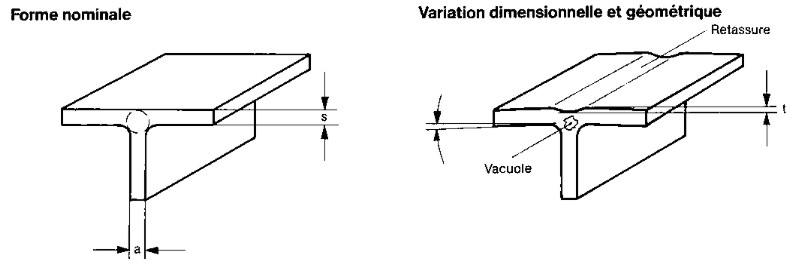 Forme nominale
Variation dimensionnelle et géométrique
Retassure
s
t
Vacuole
a